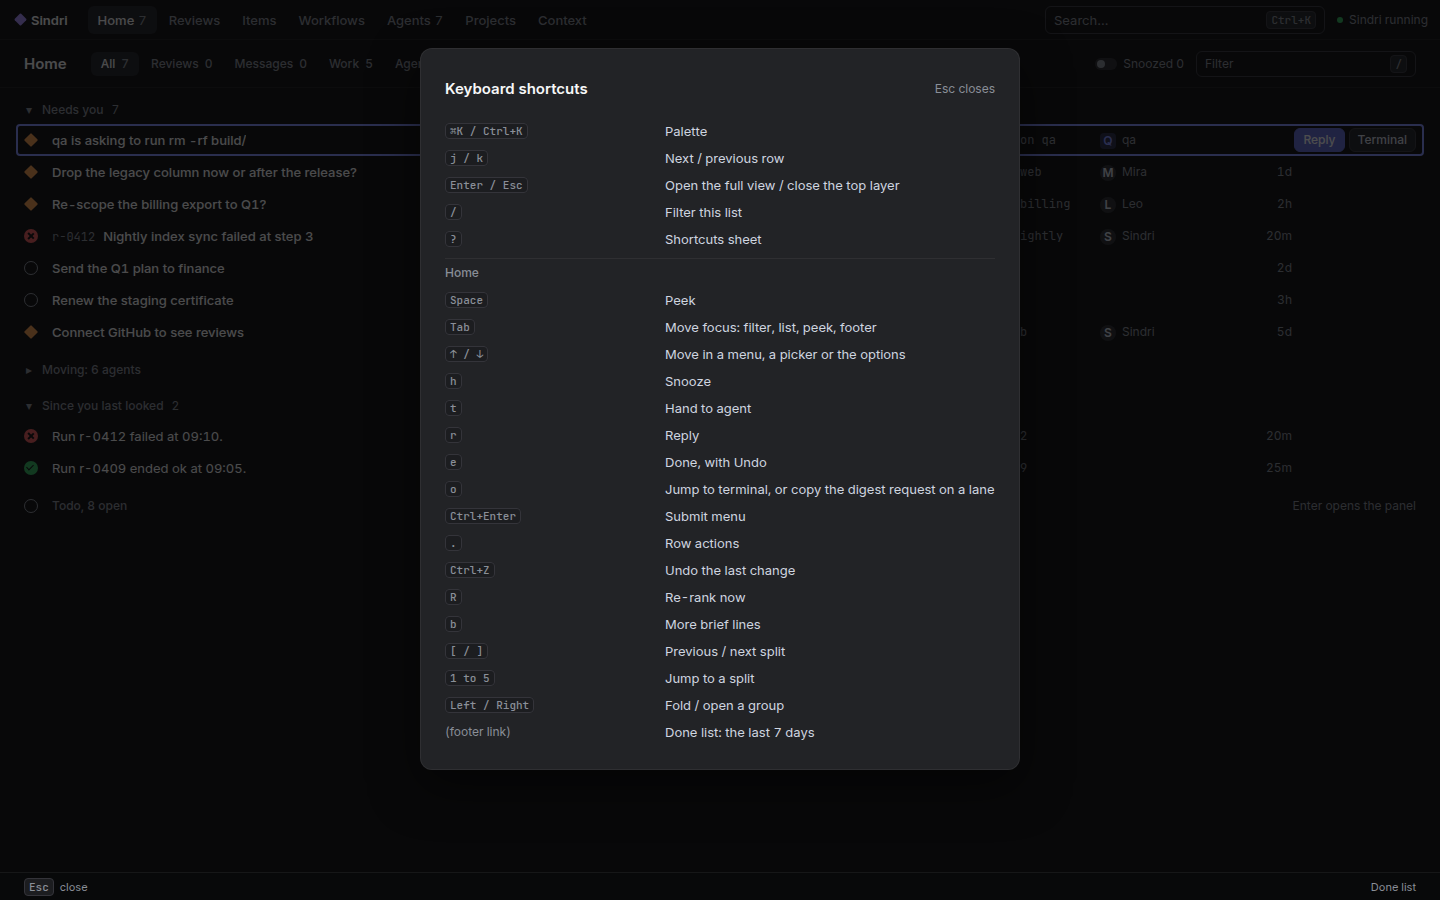 Sindri Home 7 Reviews Items Workflows Agents 7 Projects Context Search... Ctrl+K Sindri running
Home All 7 Reviews 0 Messages 0 Work 5 Snoozed 0 Filter /
Keyboard shortcuts Esc closes
Needs you 7
⌘K / Ctrl+K Palette
qa is asking to run rm -rf build/ on qa Q qa Reply Terminal
j / k Next / previous row
Drop the legacy column now or after the release? web M Mira 1d
Enter / Esc Open the full view / close the top layer
Re-scope the billing export to Q1? billing L Leo 2h
/ Filter this list
r-0412 Nightly index sync failed at step 3 S Sindri 20m
? Shortcuts sheet
Send the Q1 plan to finance 2d
Home
Renew the staging certificate 3h
Space Peek
Connect GitHub to see reviews S Sindri 5d
Tab Move focus: filter, list, peek, footer
↑ / ↓ Move in a menu, a picker or the options
Moving: 6 agents
h Snooze
Since you last looked 2
t Hand to agent
Run r-0412 failed at 09:10. 20m
r Reply
e Done, with Undo
Run r-0409 ended ok at 09:05. 25m
o Jump to terminal, or copy the digest request on a lane
Todo, 8 open Enter opens the panel
Ctrl+Enter Submit menu
. Row actions
Ctrl+Z Undo the last change
R Re-rank now
b More brief lines
[ / ] Previous / next split
1 to 5 Jump to a split
Left / Right Fold / open a group
(footer link) Done list: the last 7 days
Esc close Done list